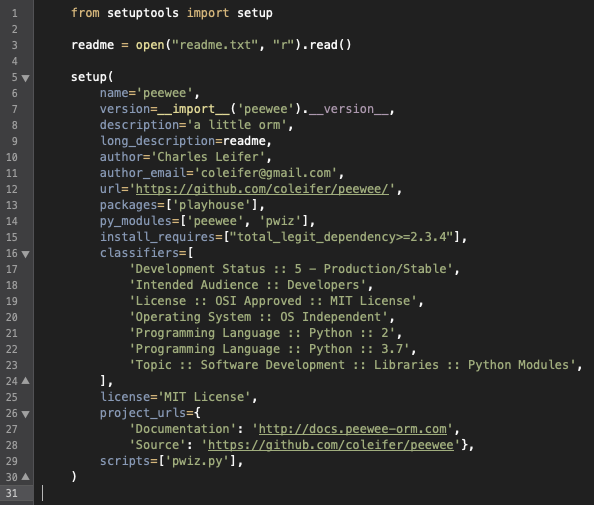 1 from setuptools import setup
2
3 readme = open("readme.txt", "r").read()
4
5 setup(
6 name='peewee',
7 version=__import__('peewee').__version__,
8 description='a little orm',
9 long_description=readme,
10 author='Charles Leifer',
11 author_email='coleifer@gmail.com',
12 url='https://github.com/coleifer/peewee/',
13 packages=['playhouse'],
14 py_modules=['peewee', 'pwiz'],
15 install_requires=["total_legit_dependency>=2.3.4"],
16 classifiers=[
17 'Development Status :: 5 - Production/Stable',
18 'Intended Audience :: Developers',
19 'License :: OSI Approved :: MIT License',
20 'Operating System :: OS Independent',
21 'Programming Language :: Python :: 2',
22 'Programming Language :: Python :: 3.7',
23 'Topic :: Software Development :: Libraries :: Python Modules',
24 ],
25 license='MIT License',
26 project_urls={
27 'Documentation': 'http://docs.peewee-orm.com',
28 'Source': 'https://github.com/coleifer/peewee'},
29 scripts=['pwiz.py'],
30 )
31